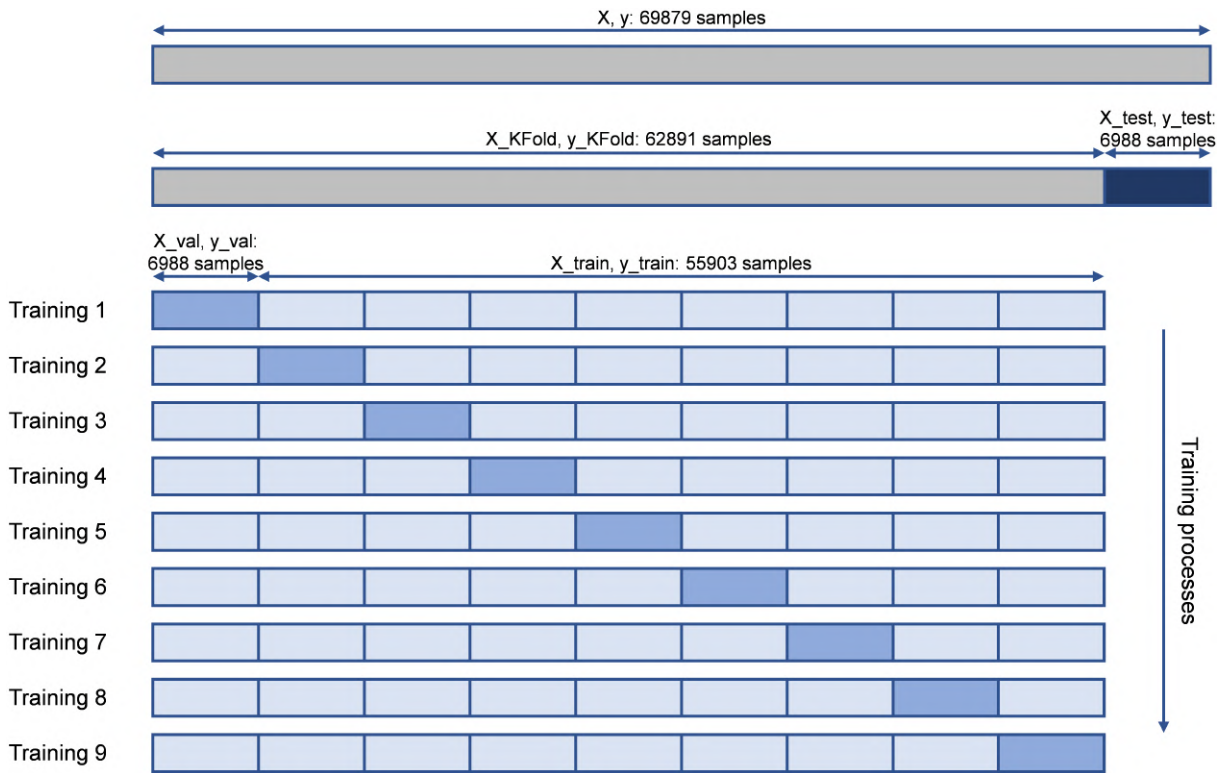 X, y: 69879 samples
X_KFold, y_KFold: 62891 samples
X_test, y_test:
6988 samples
X_val, y_val:
6988 samples
X_train, y_train: 55903 samples
Training 1
Training 2
Training 3
Training 4
Training 5
Training 6
Training 7
Training 8
Training 9
Training processes